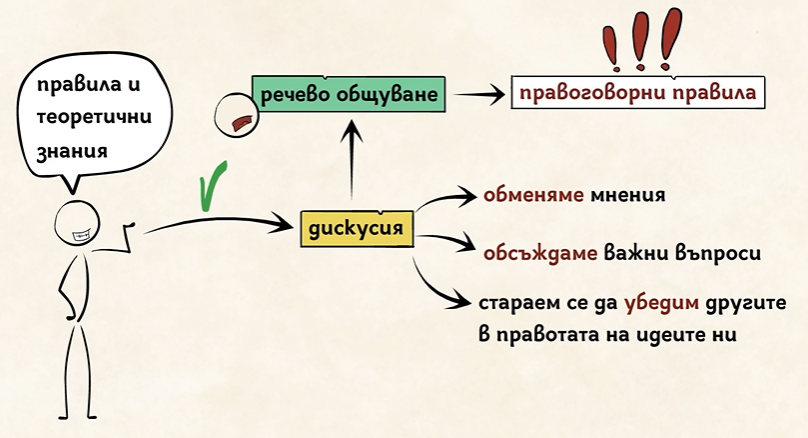 правила и
теоретични
знания
речево общуване
правоговорни правила
!!!
дискусия
обменяме мнения
обсъждаме важни въпроси
стараем се да убедим другите
в правотата на идеите ни